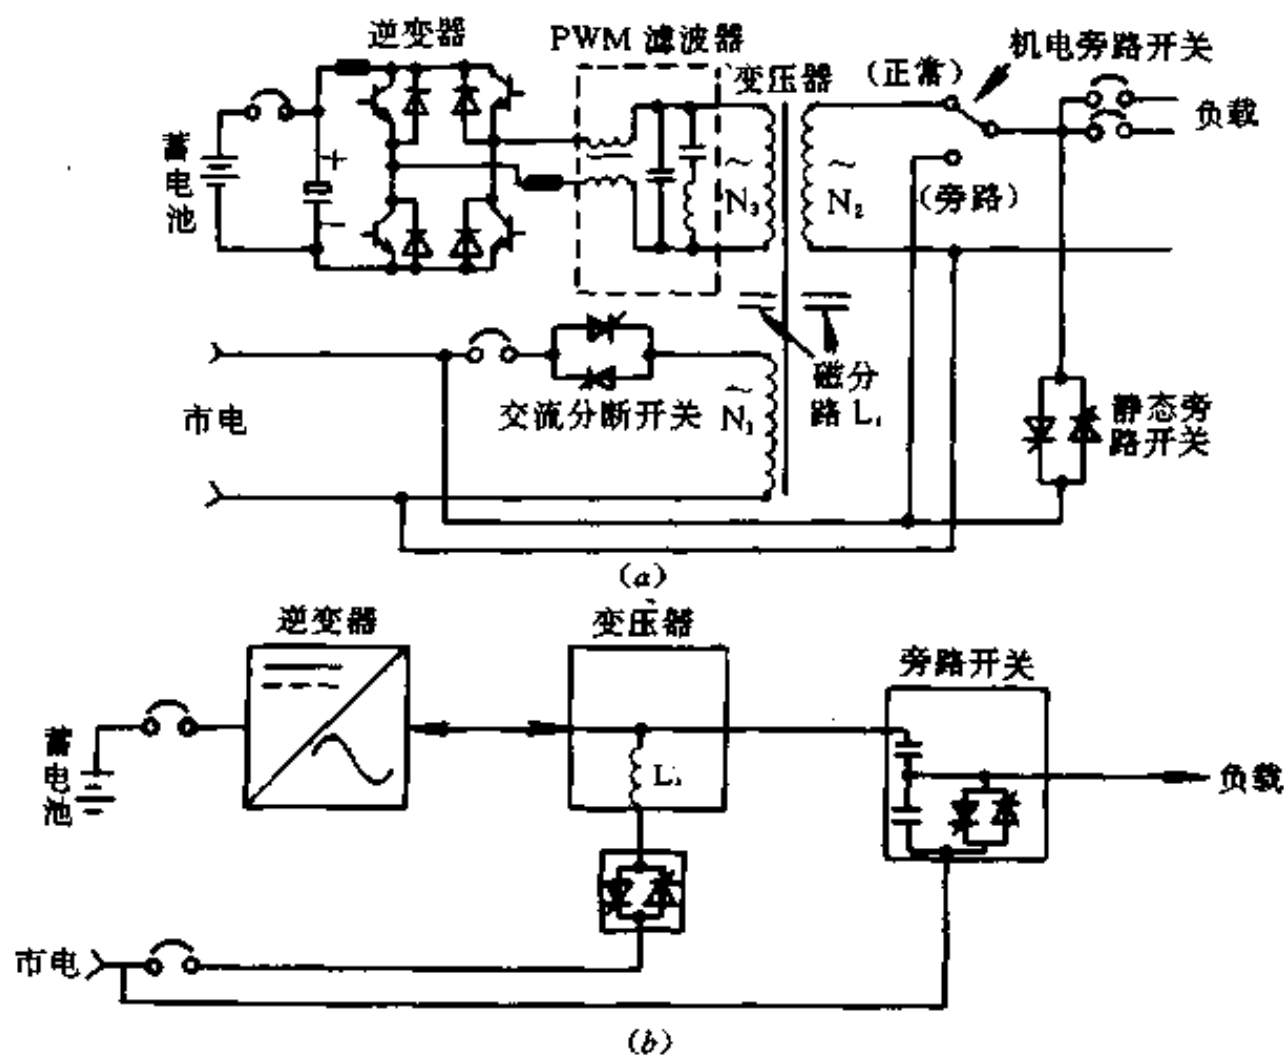 逆变器
PWM 滤波器
变压器
(正常)
机电旁路开关
负载
蓄电池
+
−
~
N₃
~
N₂
(旁路)
市电
交流分断开关
~
N₁
磁分
路 L₁
静态旁
路开关
(a)
逆变器
变压器
旁路开关
蓄电池
L₁
负载
市电
(b)